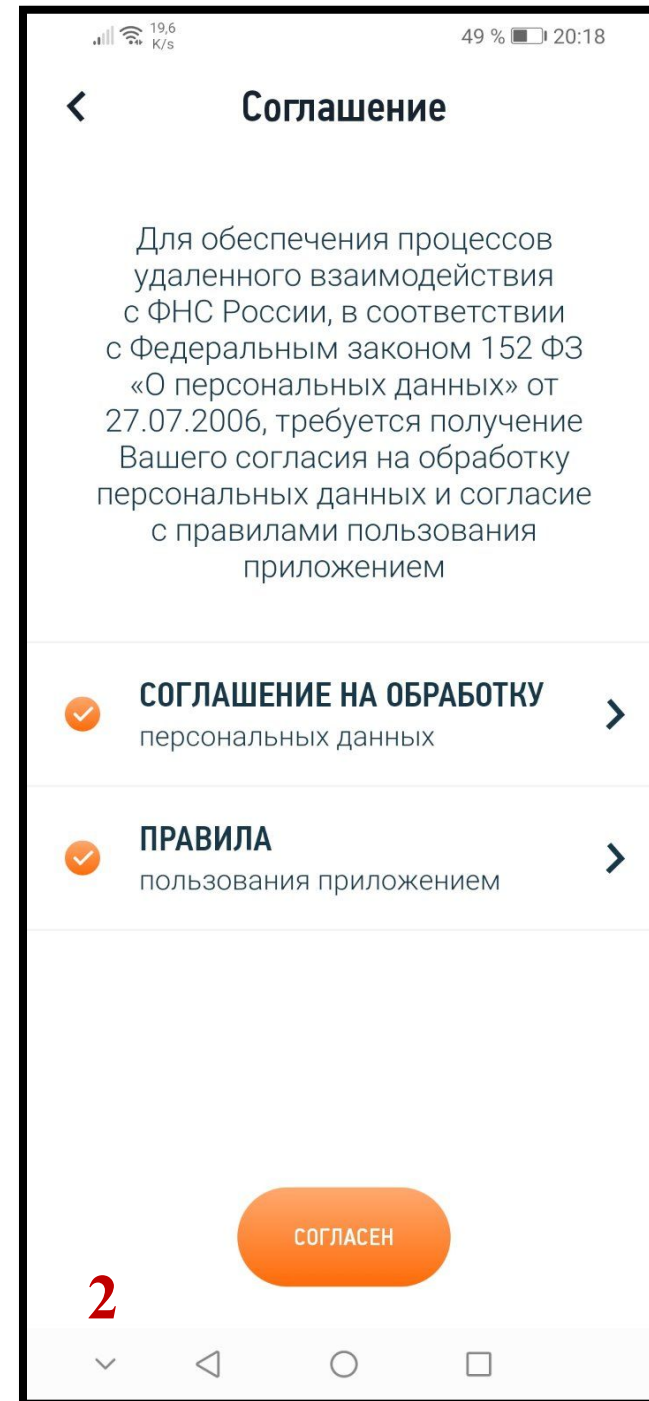 19,6
K/s
49 % 20:18
Соглашение
Для обеспечения процессов
удаленного взаимодействия
с ФНС России, в соответствии
с Федеральным законом 152 ФЗ
«О персональных данных» от
27.07.2006, требуется получение
Вашего согласия на обработку
персональных данных и согласие
с правилами пользования
приложением
СОГЛАШЕНИЕ НА ОБРАБОТКУ
персональных данных
ПРАВИЛА
пользования приложением
СОГЛАСЕН
2